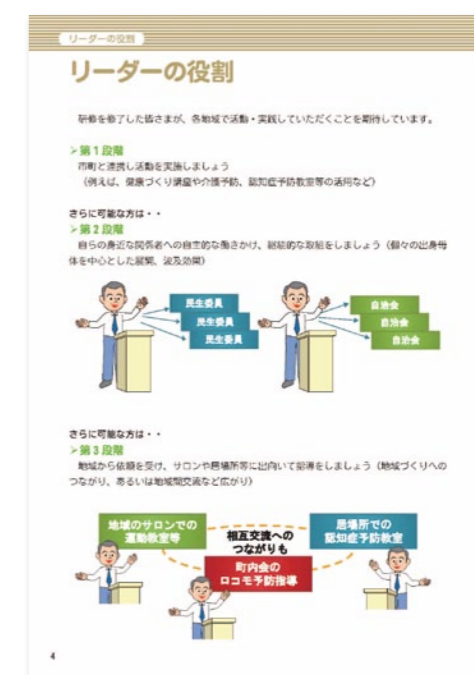 リーダーの役割
リーダーの役割
研修を修了した皆さまが、各地域で活動・実践していただくことを期待しています。
➢第1段階
市町と連携し活動を実施しましょう
（例えば、健康づくり講座や介護予防、認知症予防教室等の活用など）
さらに可能な方は・・
➢第2段階
自らの身近な関係者への自主的な働きかけ、継続的な取組をしましょう（個々の出身母
体を中心とした展開、波及効果）
民生委員
民生委員
民生委員
自治会
自治会
自治会
さらに可能な方は・・
➢第3段階
地域から依頼を受け、サロンや居場所等に出向いて指導をしましょう（地域づくりへの
つながり、あるいは地域間交流など広がり）
地域のサロンでの
運動教室等
相互交流への
つながりも
居場所での
認知症予防教室
町内会の
ロコモ予防指導
4